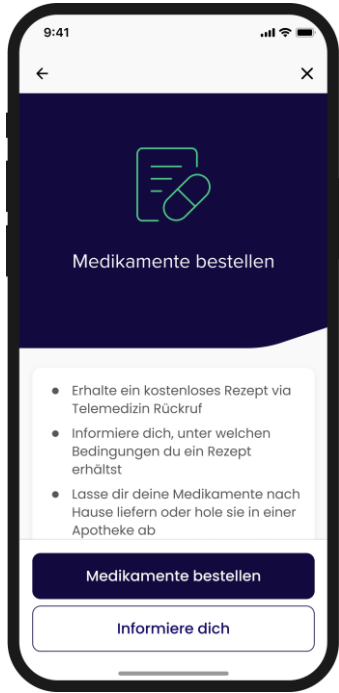 9:41
Medikamente bestellen
Erhalte ein kostenloses Rezept via
Telemedizin Rückruf
Informiere dich, unter welchen
Bedingungen du ein Rezept
erhältst
Lasse dir deine Medikamente nach
Hause liefern oder hole sie in einer
Apotheke ab
Medikamente bestellen
Informiere dich